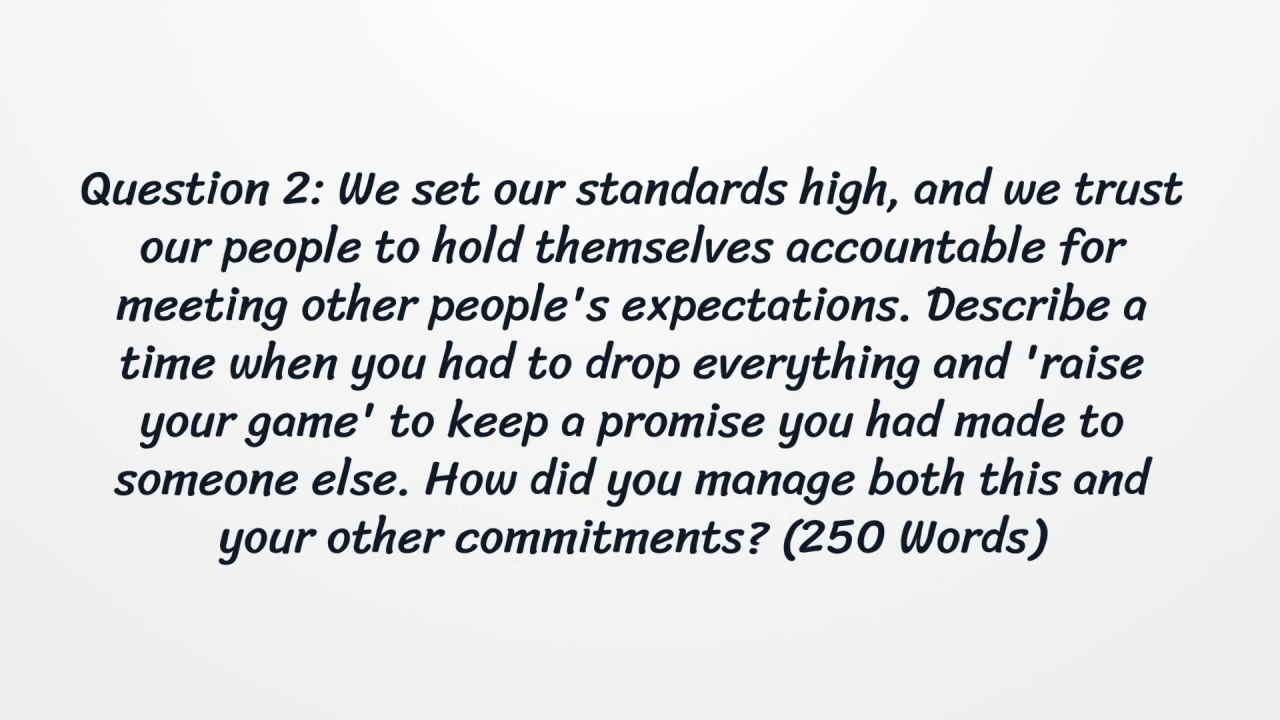 Question 2: We set our standards high, and we trust
our people to hold themselves accountable for
meeting other people's expectations. Describe a
time when you had to drop everything and 'raise
your game' to keep a promise you had made to
someone else. How did you manage both this and
your other commitments? (250 Words)